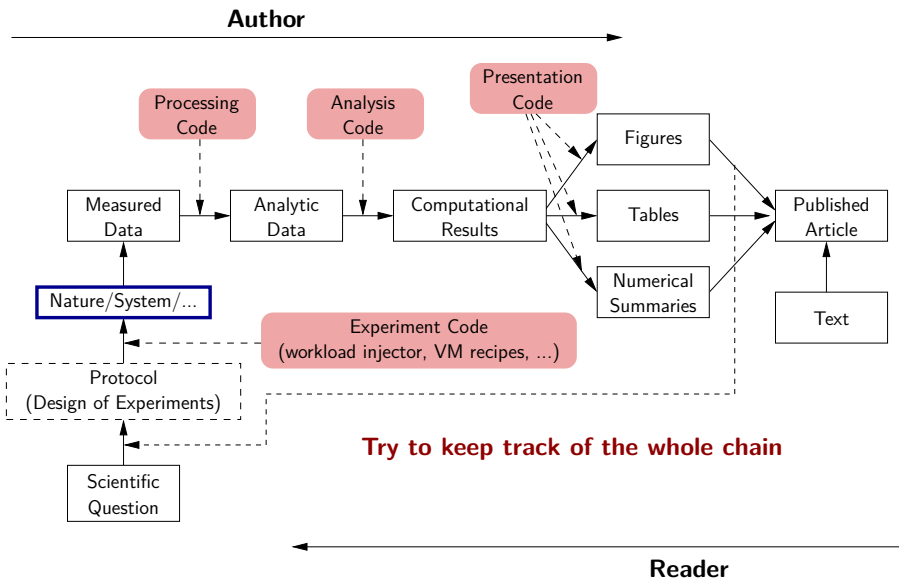 Author
Presentation
Code
Processing
Code
Analysis
Code
Figures
Measured
Data
Analytic
Data
Computational
Results
Tables
Published
Article
Nature/System/...
Numerical
Summaries
Text
Experiment Code
(workload injector, VM recipes, ...)
Protocol
(Design of Experiments)
Try to keep track of the whole chain
Scientific
Question
Reader